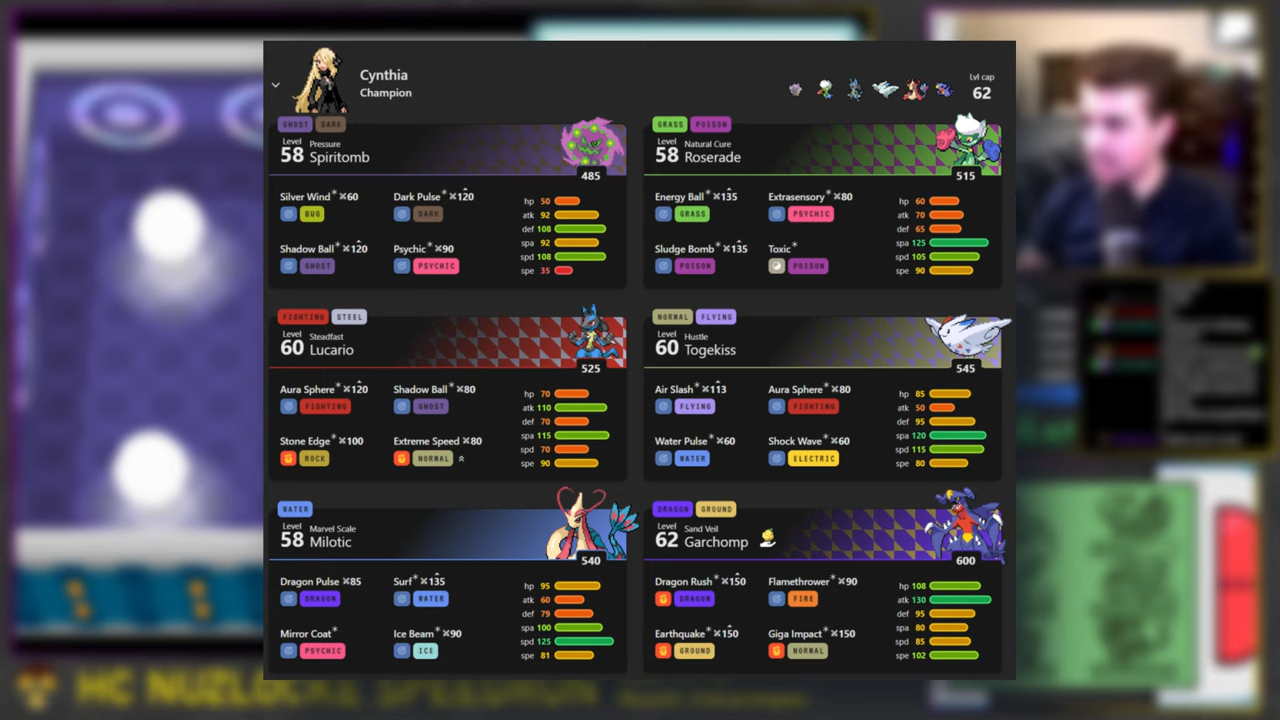 Cynthia
Champion
Lvl cap
62
GHOST DARK
Level 58
Pressure
Spiritomb
485
Silver Wind* ×60
BUG
Dark Pulse* ×120
DARK
Shadow Ball* ×120
GHOST
Psychic* ×90
PSYCHIC
hp 50
atk 92
def 108
spa 92
spd 108
spe 35
GRASS POISON
Level 58
Natural Cure
Roserade
515
Energy Ball* ×135
GRASS
Extrasensory* ×80
PSYCHIC
Sludge Bomb* ×135
POISON
Toxic*
POISON
hp 60
atk 70
def 65
spa 125
spd 105
spe 90
FIGHTING STEEL
Level 60
Steadfast
Lucario
525
Aura Sphere* ×120
FIGHTING
Shadow Ball* ×80
GHOST
Stone Edge* ×100
ROCK
Extreme Speed* ×80
NORMAL
hp 70
atk 110
def 70
spa 115
spd 70
spe 90
NORMAL FLYING
Level 60
Hustle
Togekiss
545
Air Slash* ×113
FLYING
Aura Sphere* ×80
FIGHTING
Water Pulse* ×60
WATER
Shock Wave* ×60
ELECTRIC
hp 85
atk 50
def 95
spa 120
spd 115
spe 80
WATER
Level 58
Marvel Scale
Milotic
540
Dragon Pulse ×85
DRAGON
Surf* ×135
WATER
Mirror Coat*
PSYCHIC
Ice Beam* ×90
ICE
hp 95
atk 60
def 79
spa 100
spd 125
spe 81
DRAGON GROUND
Level 62
Sand Veil
Garchomp
600
Dragon Rush* ×150
DRAGON
Flamethrower* ×90
FIRE
Earthquake* ×150
GROUND
Giga Impact* ×150
NORMAL
hp 108
atk 130
def 95
spa 80
spd 85
spe 102
HC NUZLOCKE SPEEDRUN